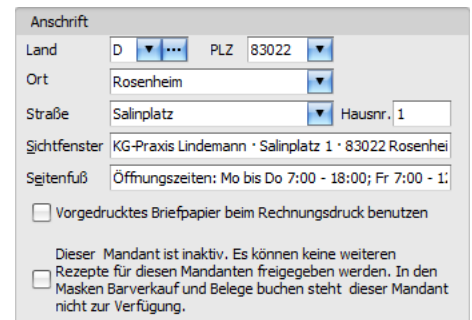 Anschrift
Land D ... PLZ 83022
Ort Rosenheim
Straße Salinplatz Hausnr. 1
Sichtfenster KG-Praxis Lindemann · Salinplatz 1 · 83022 Rosenhei
Seitenfuß Öffnungszeiten: Mo bis Do 7:00 - 18:00; Fr 7:00 - 1
Vorgedrucktes Briefpapier beim Rechnungsdruck benutzen
Dieser Mandant ist inaktiv. Es können keine weiteren
Rezepte für diesen Mandanten freigegeben werden. In den
Masken Barverkauf und Belege buchen steht dieser Mandant
nicht zur Verfügung.